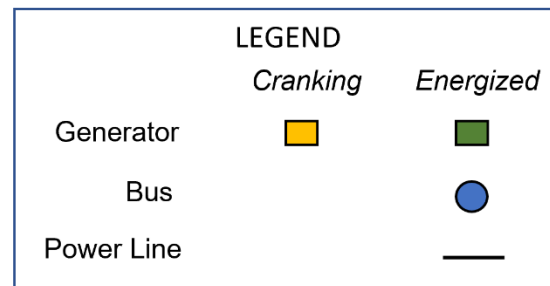 LEGEND
Cranking Energized
Generator
Bus
Power Line